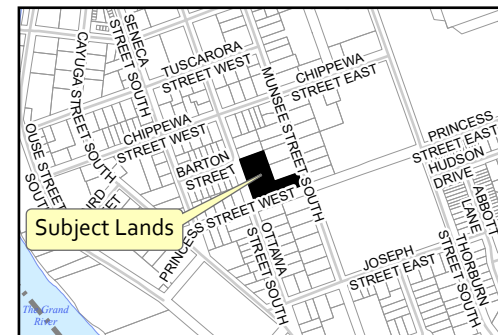 SENECA
STREET SOUTH
CAYUGA STREET SOUTH
TUSCARORA
STREET WEST
MUNSEE STREET SOUTH
CHIPPEWA
STREET EAST
CHIPPEWA
STREET WEST
OUSE STREET
SOUTH
BARTON
STREET
PRINCESS STREET WEST
PRINCESS
STREET EAST
HUDSON
DRIVE
ABBOTT
LANE
THORBURN
STREET SOUTH
Subject Lands
OTTAWA
STREET SOUTH
JOSEPH
STREET EAST
The Grand
River